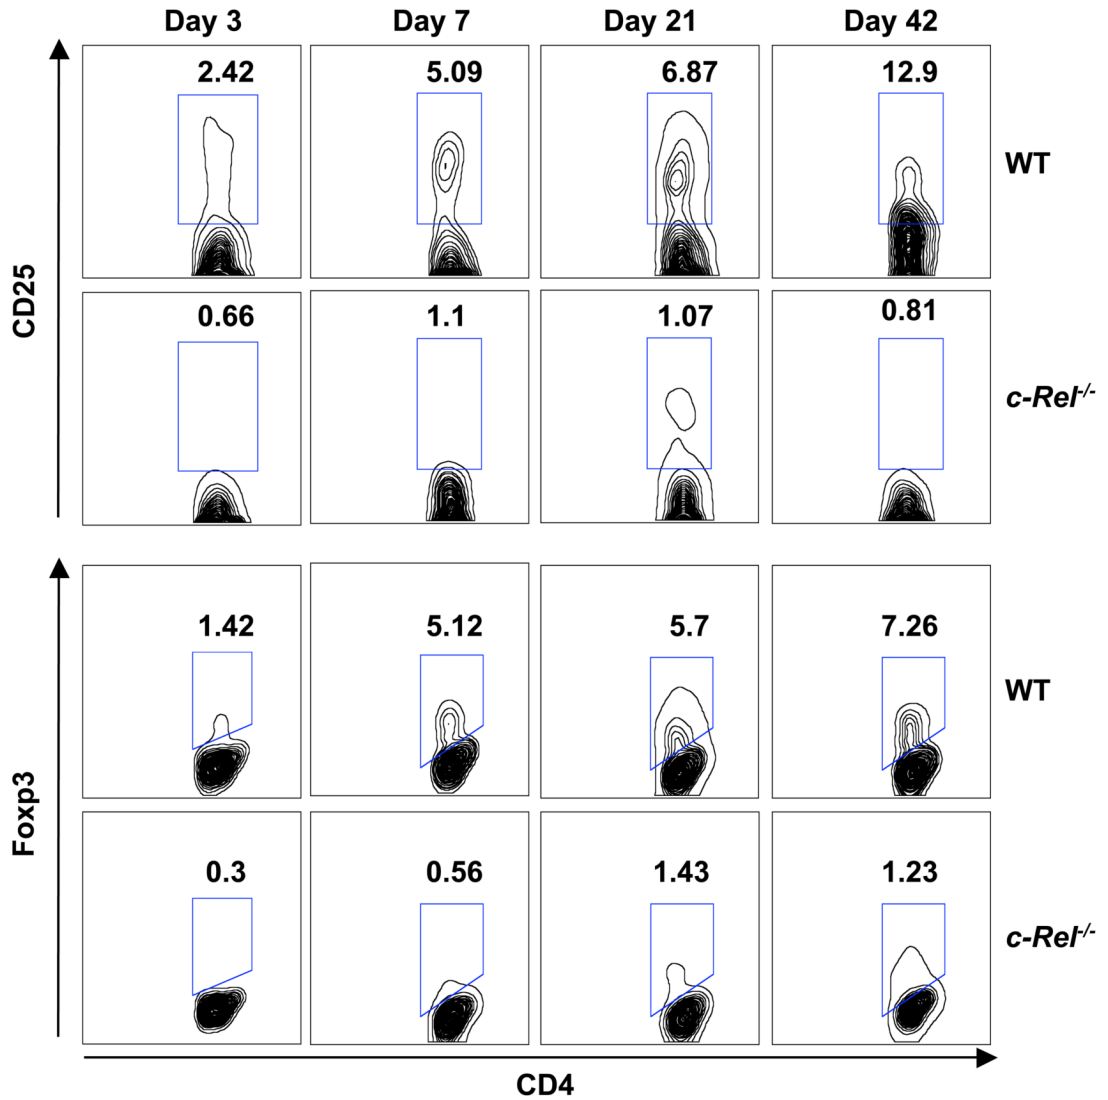 Day 3 Day 7 Day 21 Day 42
2.42 5.09 6.87 12.9
WT
CD25
0.66 1.1 1.07 0.81
c-Rel-/-
1.42 5.12 5.7 7.26
WT
Foxp3
0.3 0.56 1.43 1.23
c-Rel-/-
CD4